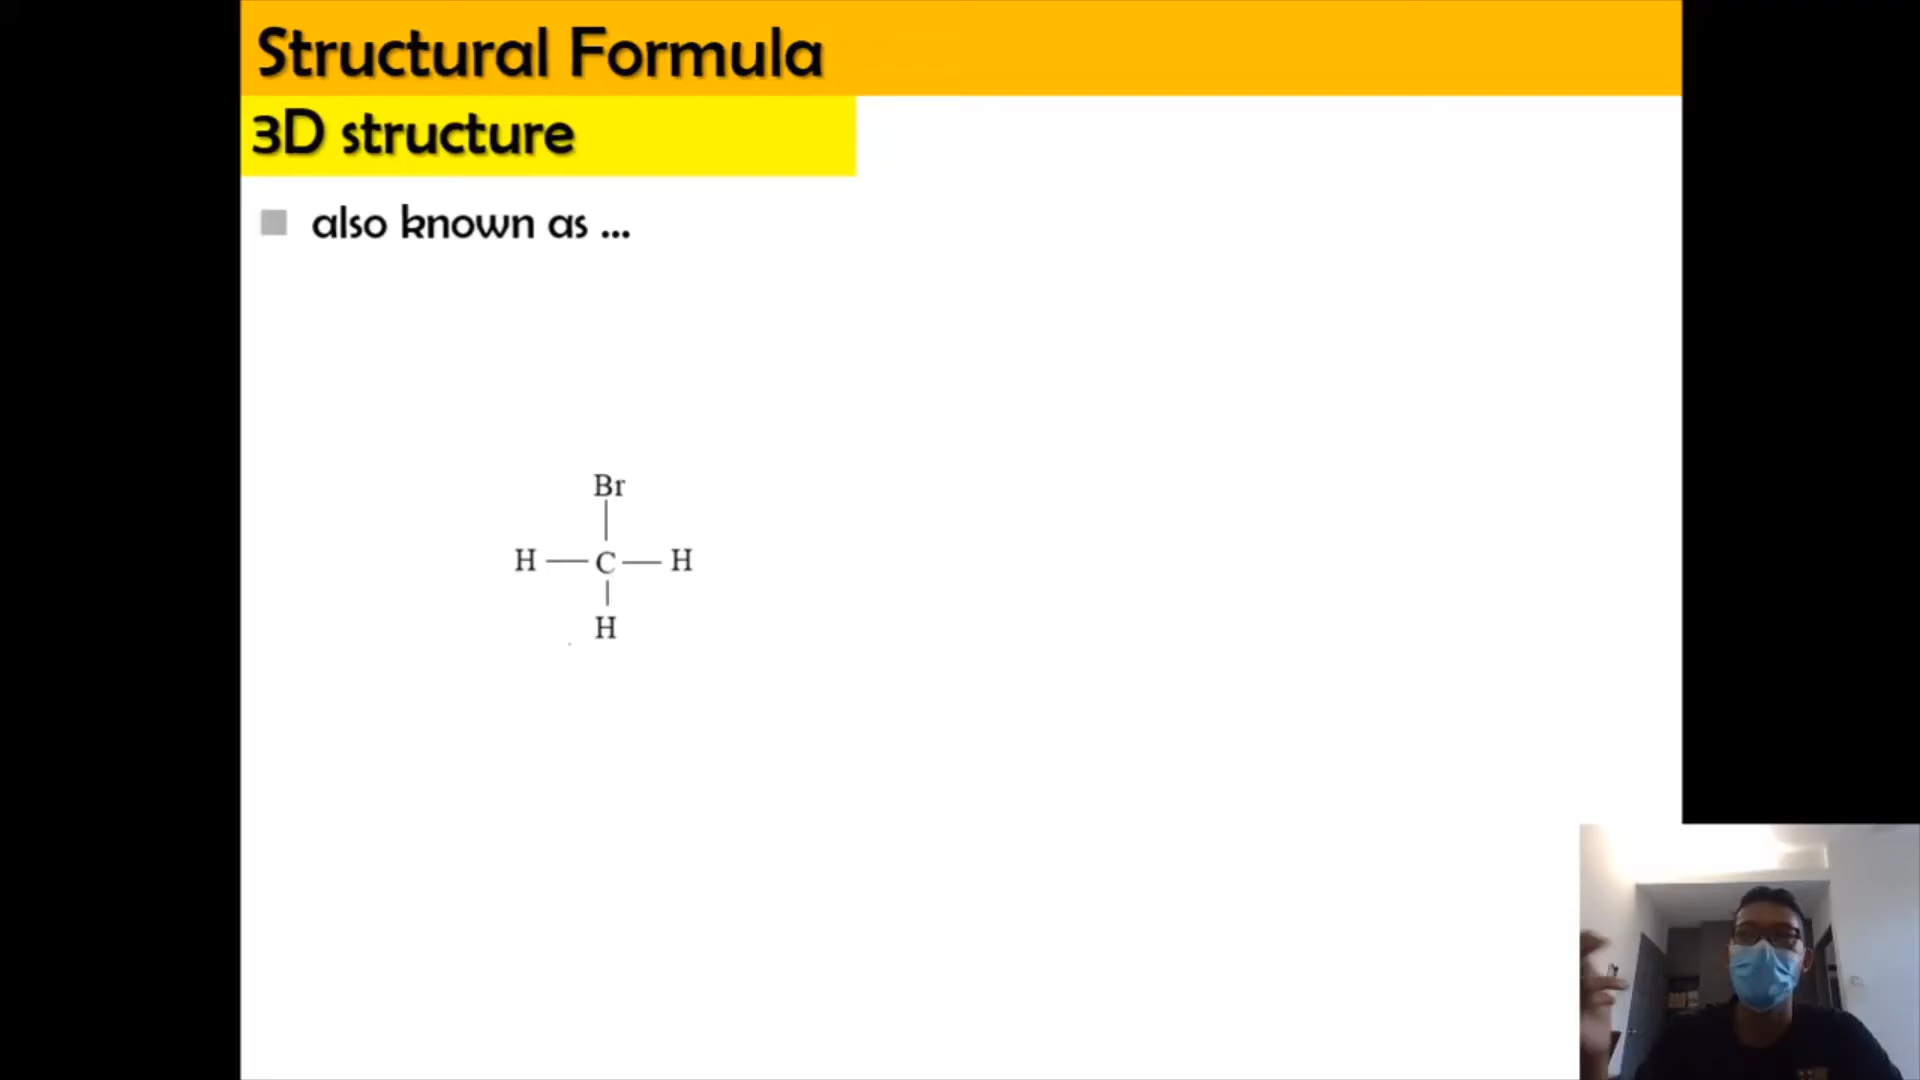 Structural Formula
3D structure
also known as ...
Br
H — C — H
H